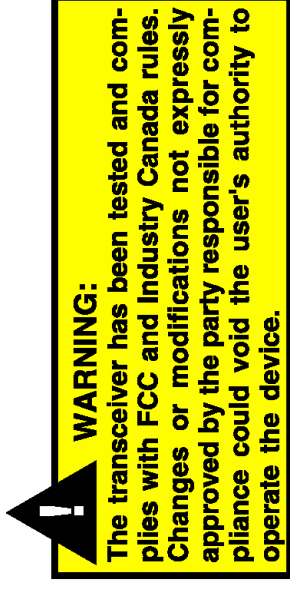 WARNING:
The transceiver has been tested and com-
plies with FCC and Industry Canada rules.
Changes or modifications not expressly
approved by the party responsible for com-
pliance could void the user's authority to
operate the device.